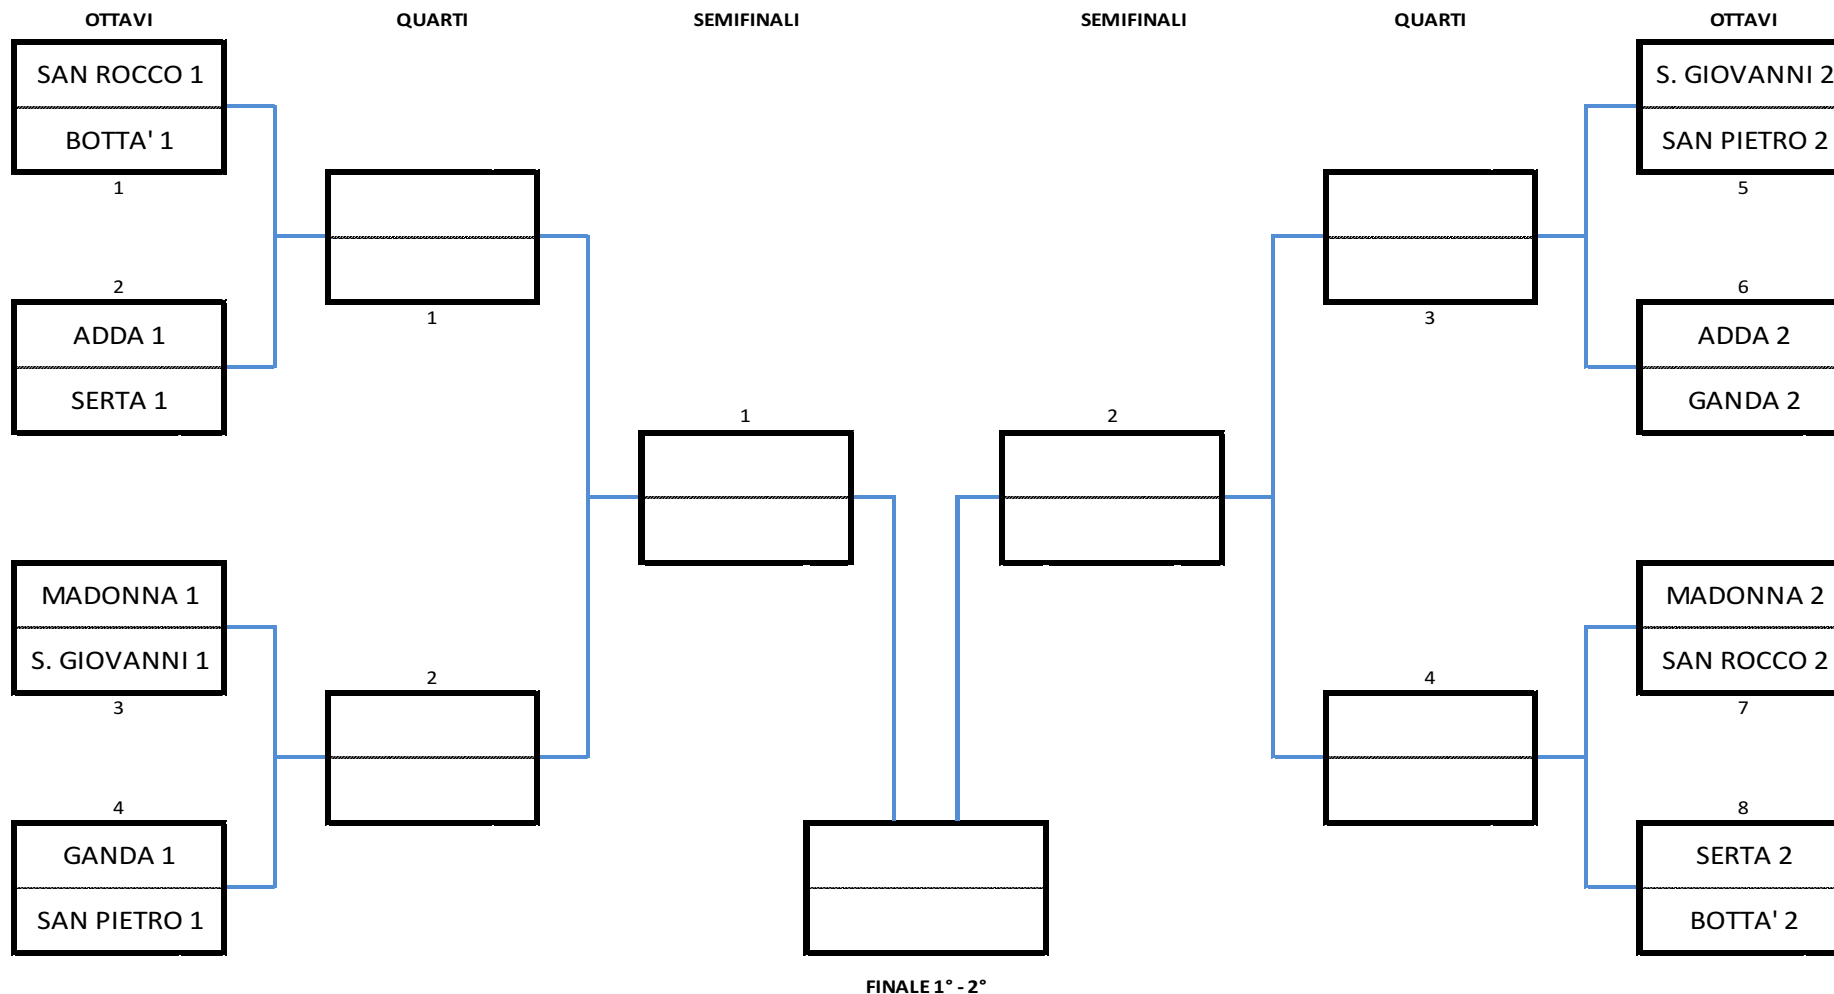 OTTAVI QUARTI SEMIFINALI SEMIFINALI QUARTI OTTAVI
SAN ROCCO 1
BOTTA' 1
1
2
ADDA 1
SERTA 1
MADONNA 1
S. GIOVANNI 1
3
4
GANDA 1
SAN PIETRO 1
1
2
1
2
FINALE 1° - 2°
3
4
S. GIOVANNI 2
SAN PIETRO 2
5
6
ADDA 2
GANDA 2
MADONNA 2
SAN ROCCO 2
7
8
SERTA 2
BOTTA' 2